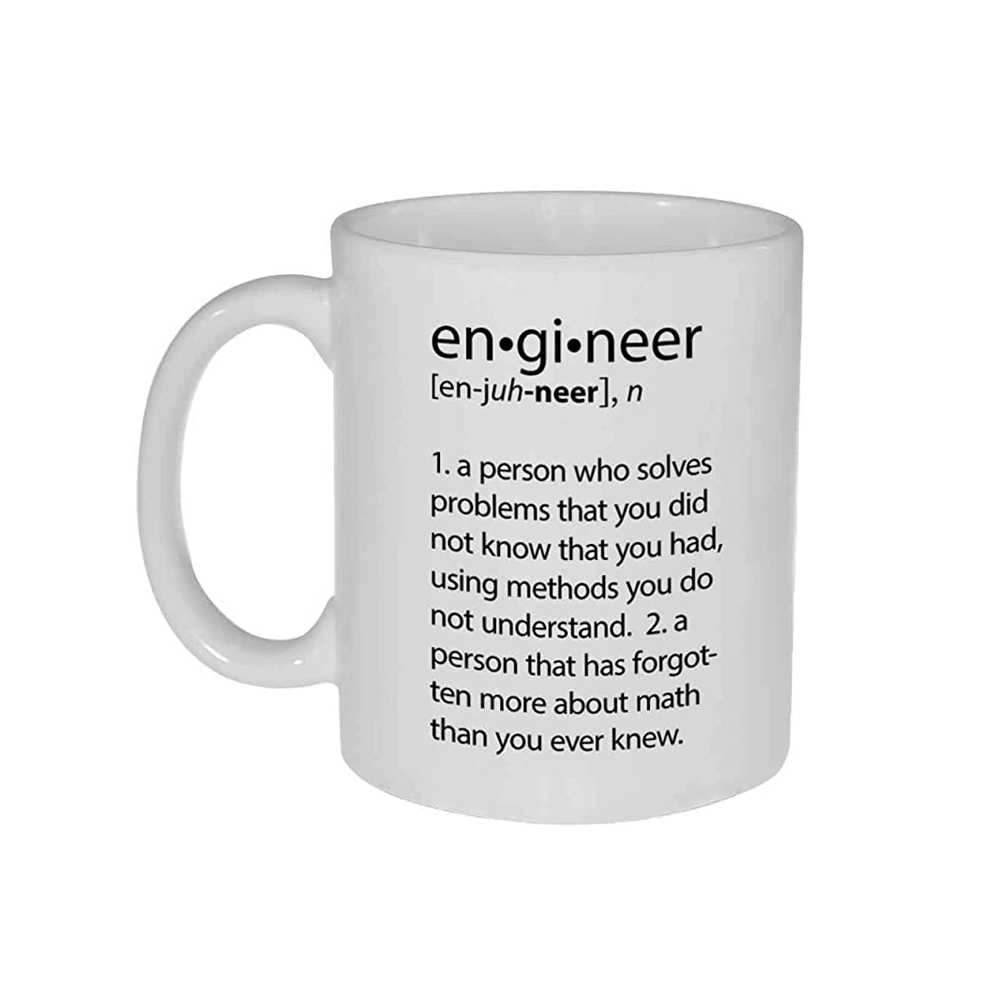 en•gi•neer
[en-juh-neer], n
1. a person who solves
problems that you did
not know that you had,
using methods you do
not understand.  2. a
person that has forgot-
ten more about math
than you ever knew.